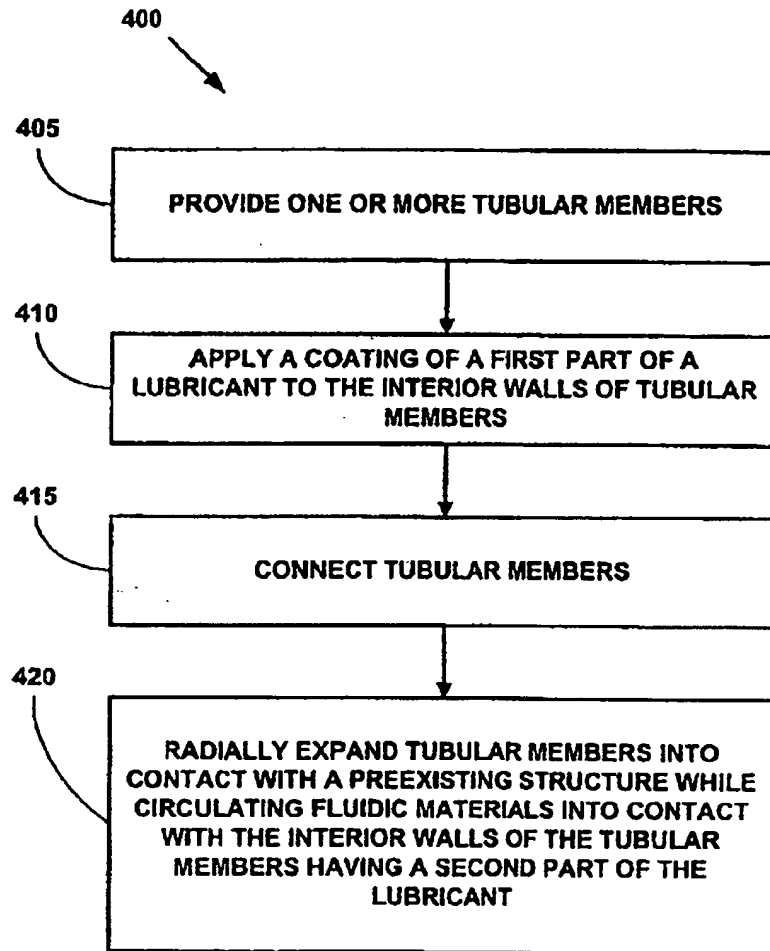 400
405
PROVIDE ONE OR MORE TUBULAR MEMBERS
410
APPLY A COATING OF A FIRST PART OF A
LUBRICANT TO THE INTERIOR WALLS OF TUBULAR
MEMBERS
415
CONNECT TUBULAR MEMBERS
420
RADIALLY EXPAND TUBULAR MEMBERS INTO
CONTACT WITH A PREEXISTING STRUCTURE WHILE
CIRCULATING FLUIDIC MATERIALS INTO CONTACT
WITH THE INTERIOR WALLS OF THE TUBULAR
MEMBERS HAVING A SECOND PART OF THE
LUBRICANT